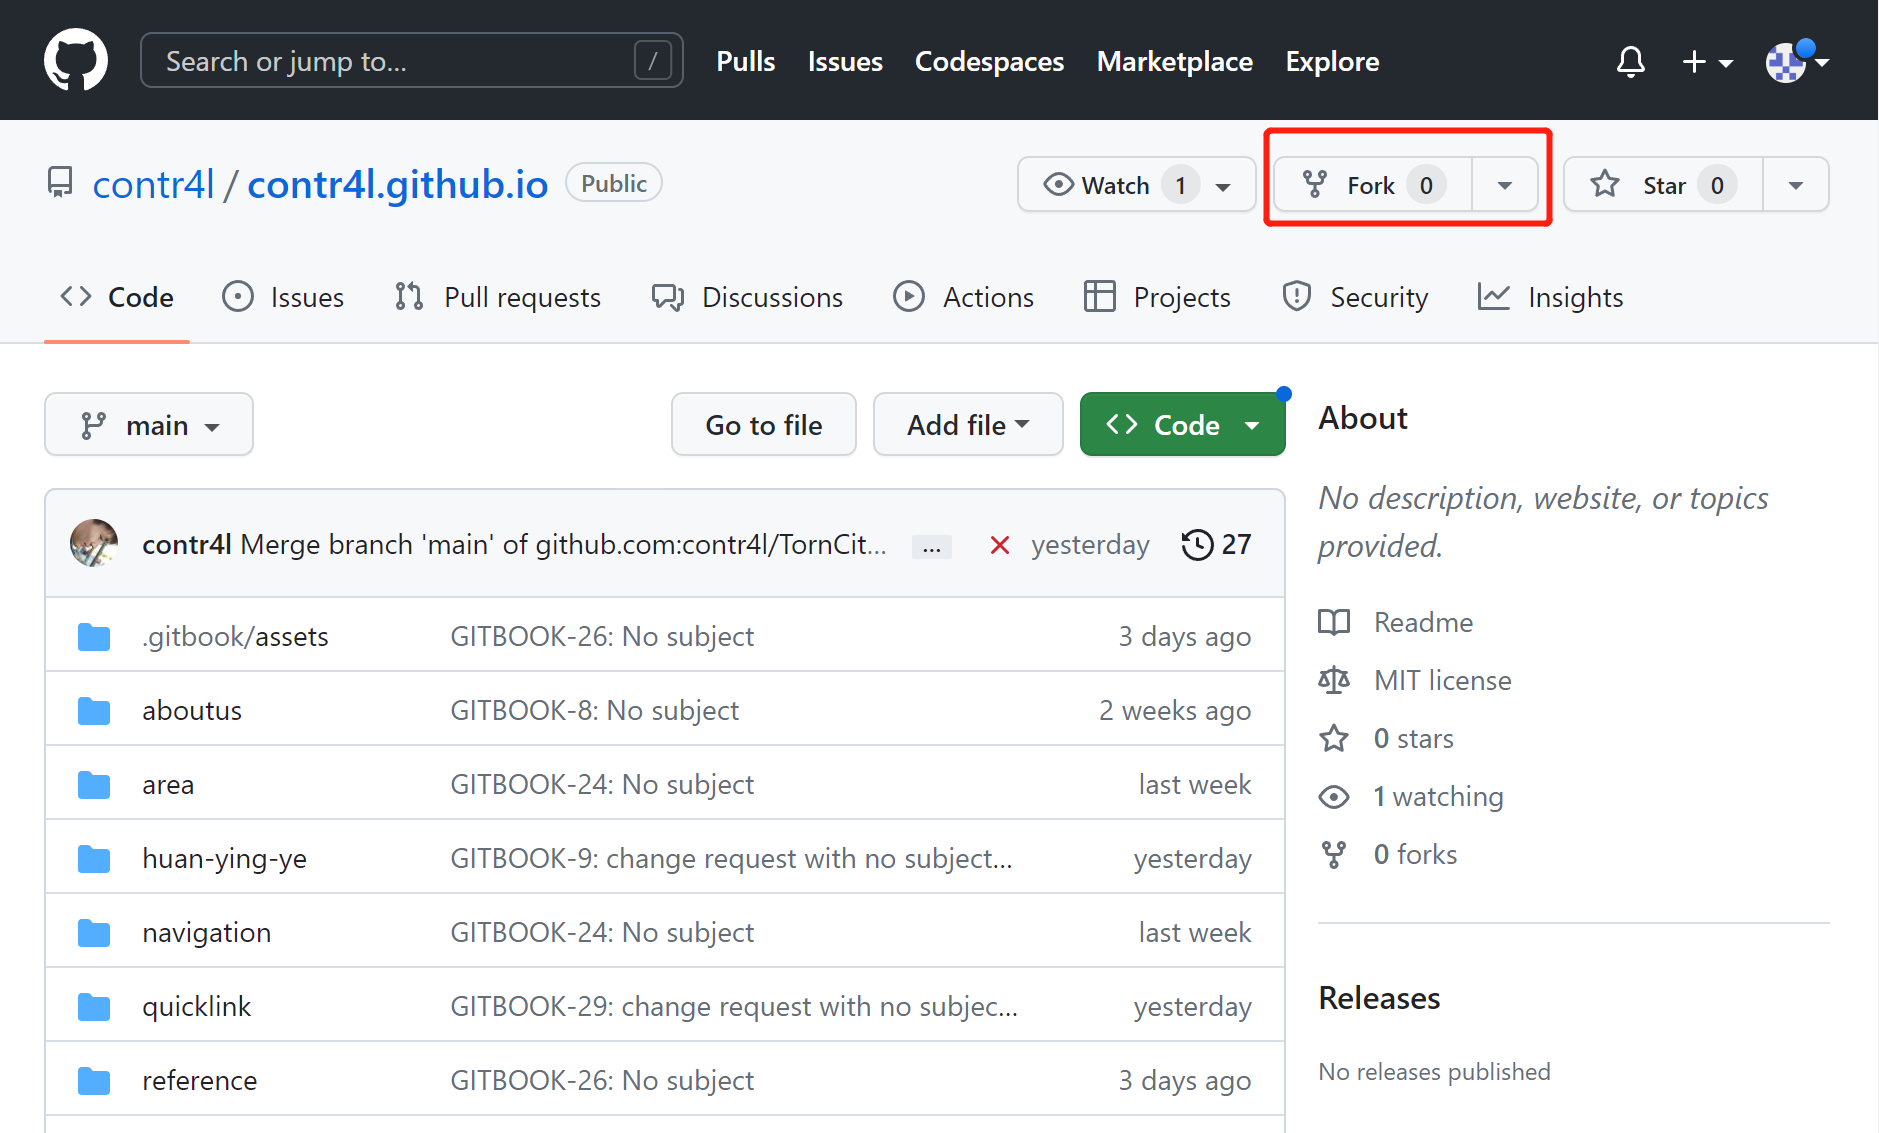 Search or jump to... / Pulls Issues Codespaces Marketplace Explore
contr4l / contr4l.github.io Public Watch 1 Fork 0 Star 0
Code Issues Pull requests Discussions Actions Projects Security Insights
main Go to file Add file Code
contr4l Merge branch 'main' of github.com:contr4l/TornCit... ... yesterday 27
.gitbook/assets GITBOOK-26: No subject 3 days ago
aboutus GITBOOK-8: No subject 2 weeks ago
area GITBOOK-24: No subject last week
huan-ying-ye GITBOOK-9: change request with no subject... yesterday
navigation GITBOOK-24: No subject last week
quicklink GITBOOK-29: change request with no subjec... yesterday
reference GITBOOK-26: No subject 3 days ago
About
No description, website, or topics
provided.
Readme
MIT license
0 stars
1 watching
0 forks
Releases
No releases published